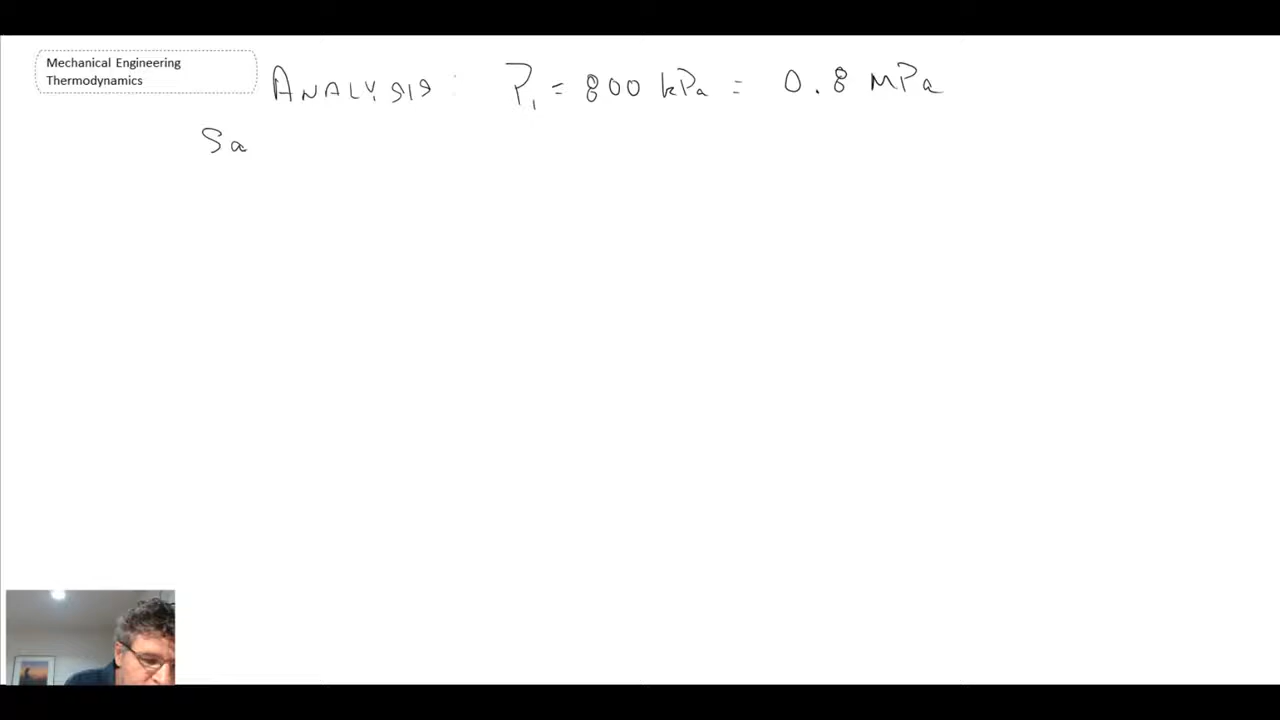 Mechanical Engineering
Thermodynamics
ANALYSIS: P₁ = 800 kPa = 0.8 MPa
Sa